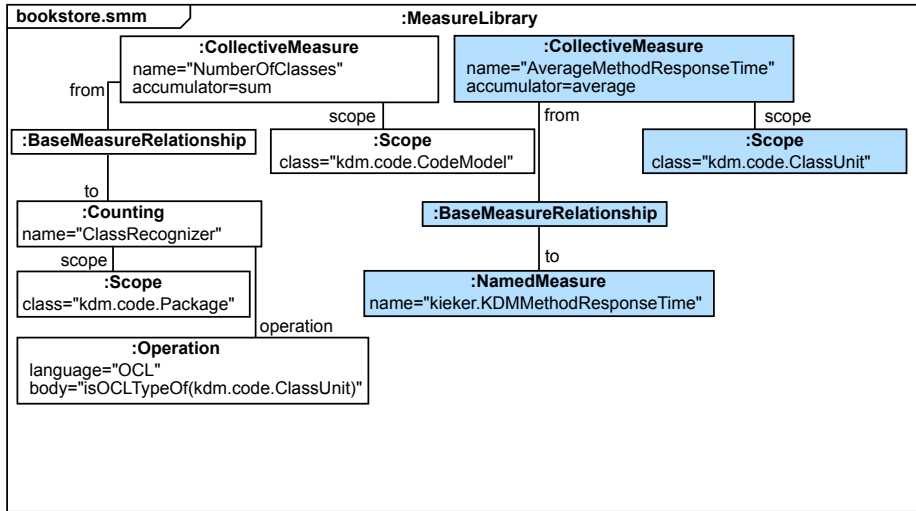 bookstore.smm
:MeasureLibrary
:CollectiveMeasure
name="NumberOfClasses"
accumulator=sum
:CollectiveMeasure
name="AverageMethodResponseTime"
accumulator=average
from
scope
from
scope
:BaseMeasureRelationship
:Scope
class="kdm.code.CodeModel"
:Scope
class="kdm.code.ClassUnit"
to
:Counting
name="ClassRecognizer"
:BaseMeasureRelationship
scope
to
:Scope
class="kdm.code.Package"
:NamedMeasure
name="kieker.KDMMethodResponseTime"
operation
:Operation
language="OCL"
body="isOCLTypeOf(kdm.code.ClassUnit)"